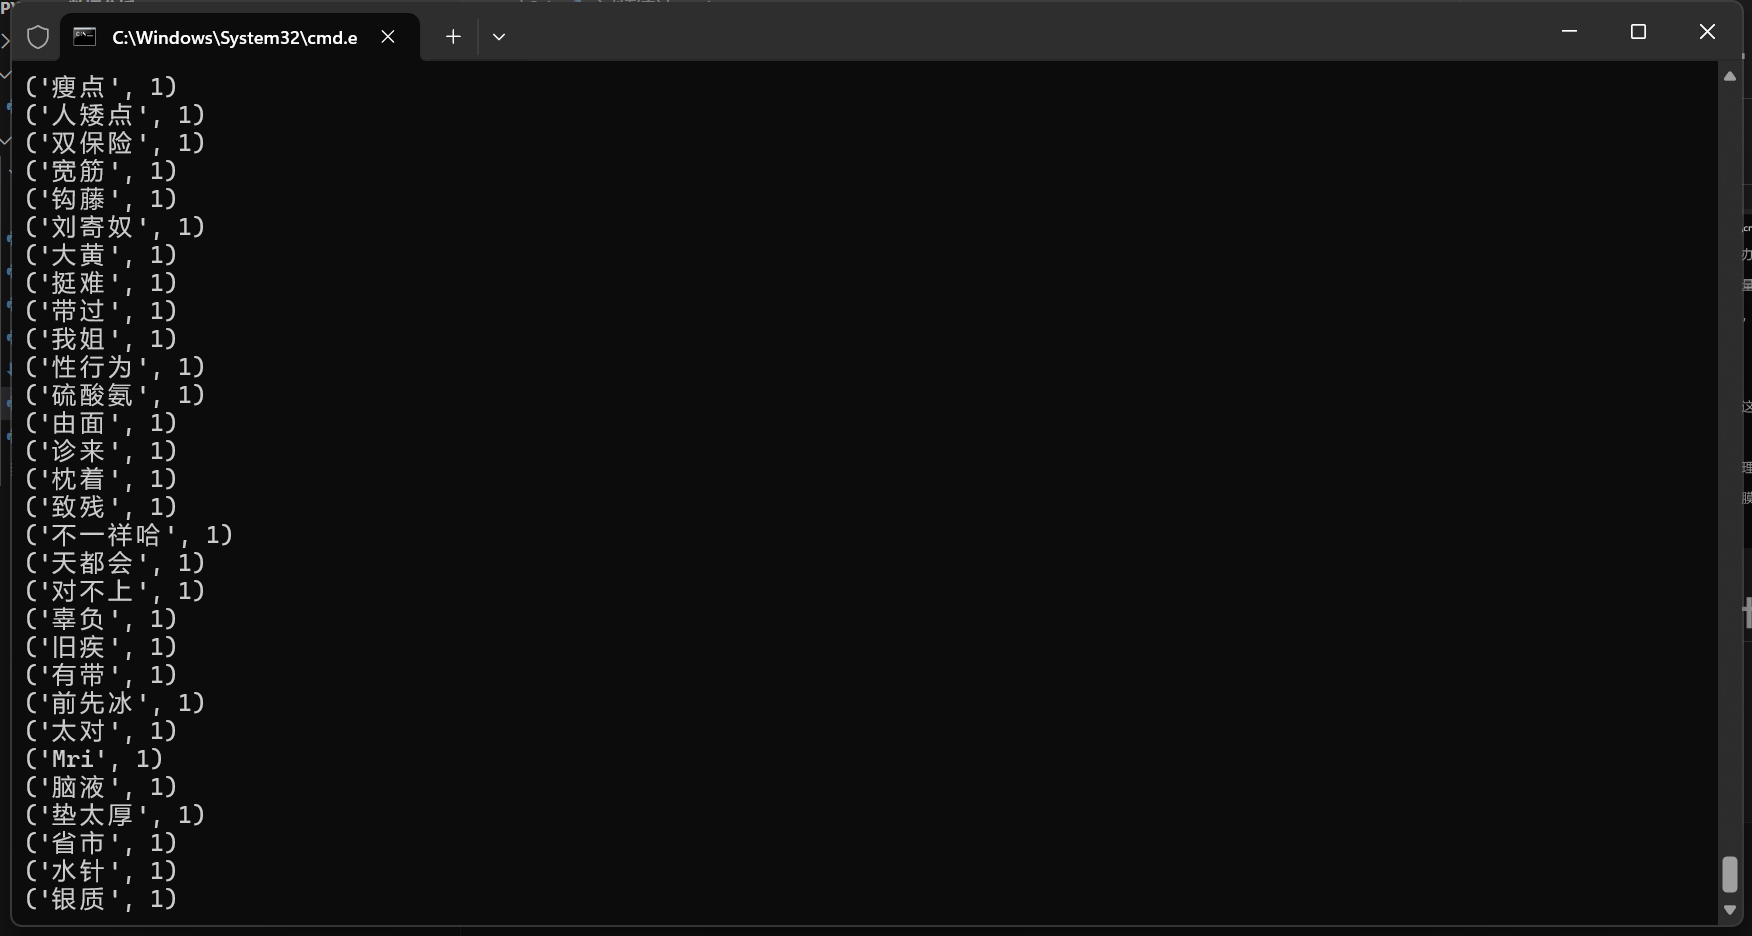 C:\Windows\System32\cmd.e
('瘦点', 1)
('人矮点', 1)
('双保险', 1)
('宽筋', 1)
('钩藤', 1)
('刘寄奴', 1)
('大黄', 1)
('挺难', 1)
('带过', 1)
('我姐', 1)
('性行为', 1)
('硫酸氨', 1)
('由面', 1)
('诊来', 1)
('枕着', 1)
('致残', 1)
('不一祥哈', 1)
('天都会', 1)
('对不上', 1)
('辜负', 1)
('旧疾', 1)
('有带', 1)
('前先冰', 1)
('太对', 1)
('Mri', 1)
('脑液', 1)
('垫太厚', 1)
('省市', 1)
('水针', 1)
('银质', 1)